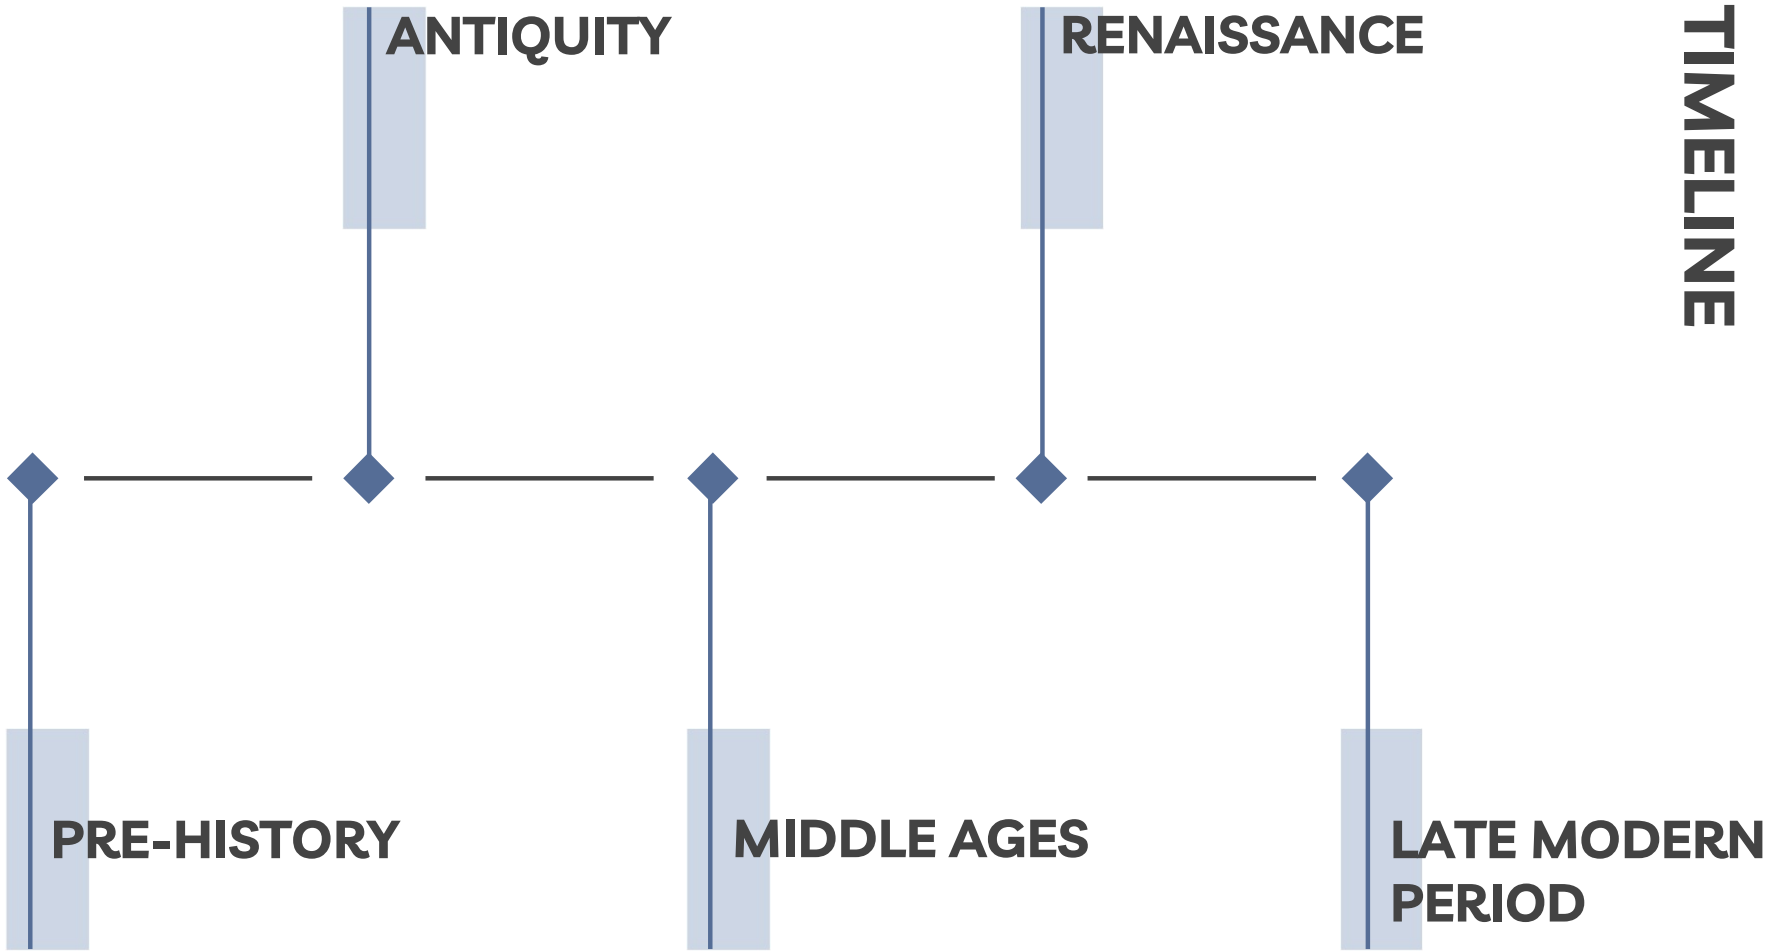 ANTIQUITY
RENAISSANCE
TIMELINE
PRE-HISTORY
MIDDLE AGES
LATE MODERN
PERIOD